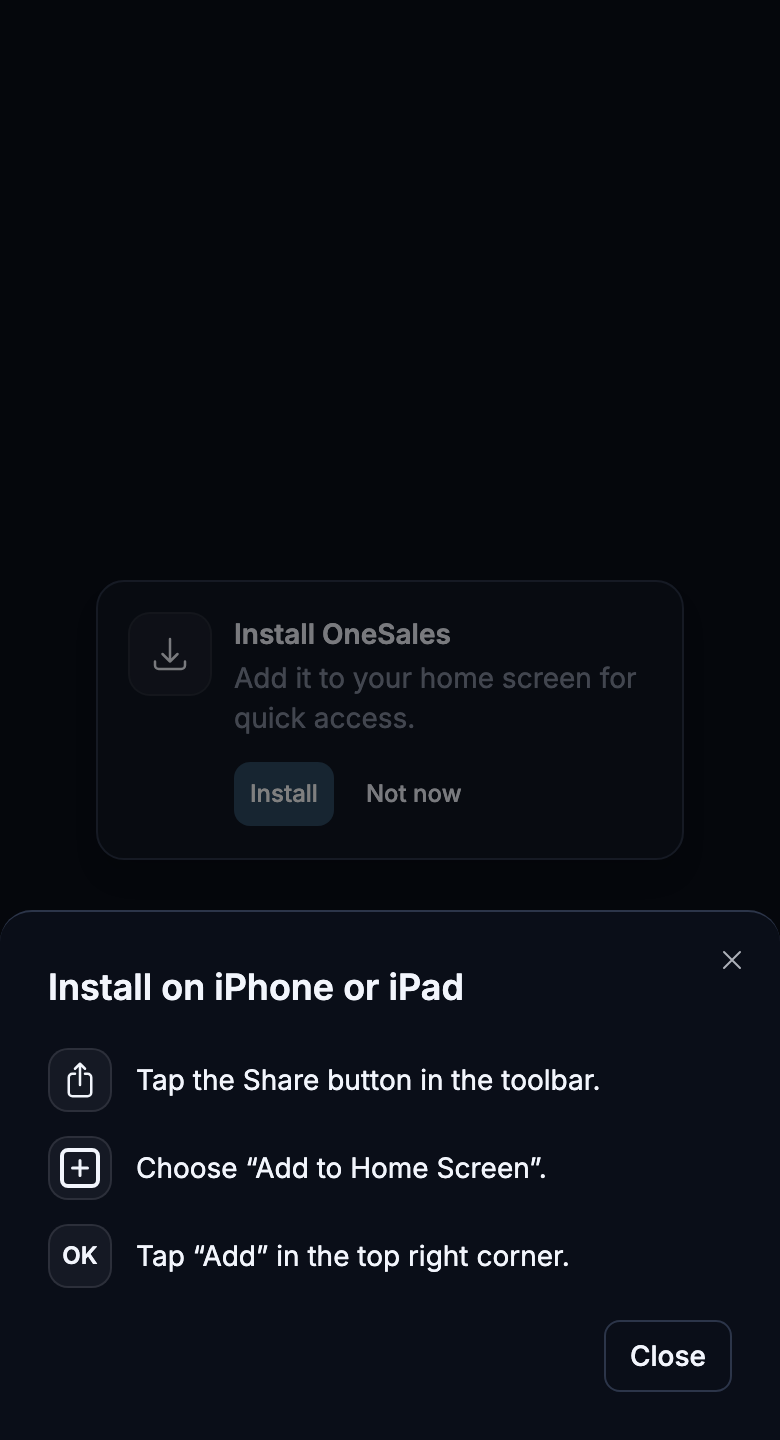 Install OneSales
Add it to your home screen for
quick access.
Install
Not now
Install on iPhone or iPad
Tap the Share button in the toolbar.
Choose “Add to Home Screen”.
OK
Tap “Add” in the top right corner.
Close